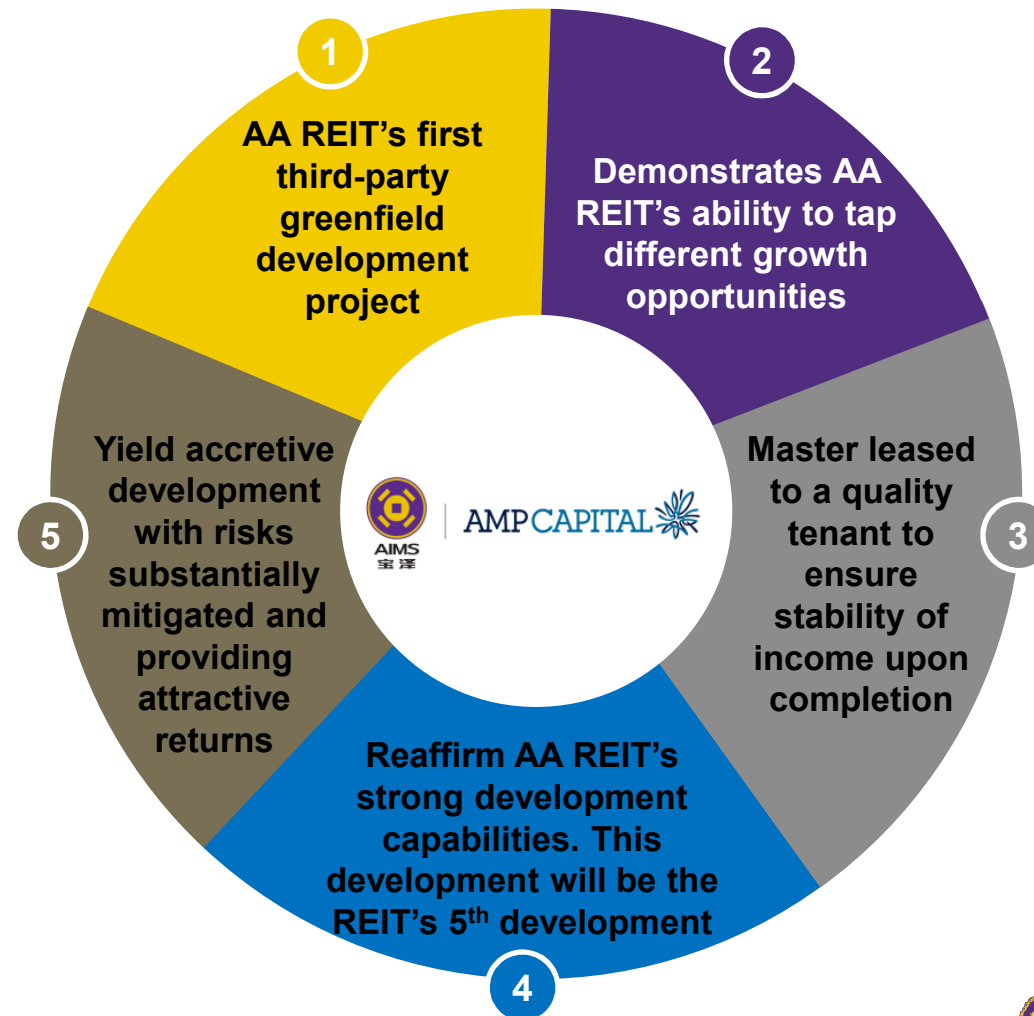 1
AA REIT’s first
third-party
greenfield
development
project
2
Demonstrates AA
REIT’s ability to tap
different growth
opportunities
3
Master leased
to a quality
tenant to
ensure
stability of
income upon
completion
4
Reaffirm AA REIT’s
strong development
capabilities. This
development will be the
REIT’s 5th development
5
Yield accretive
development
with risks
substantially
mitigated and
providing
attractive
returns
AIMS
宝泽
AMP CAPITAL